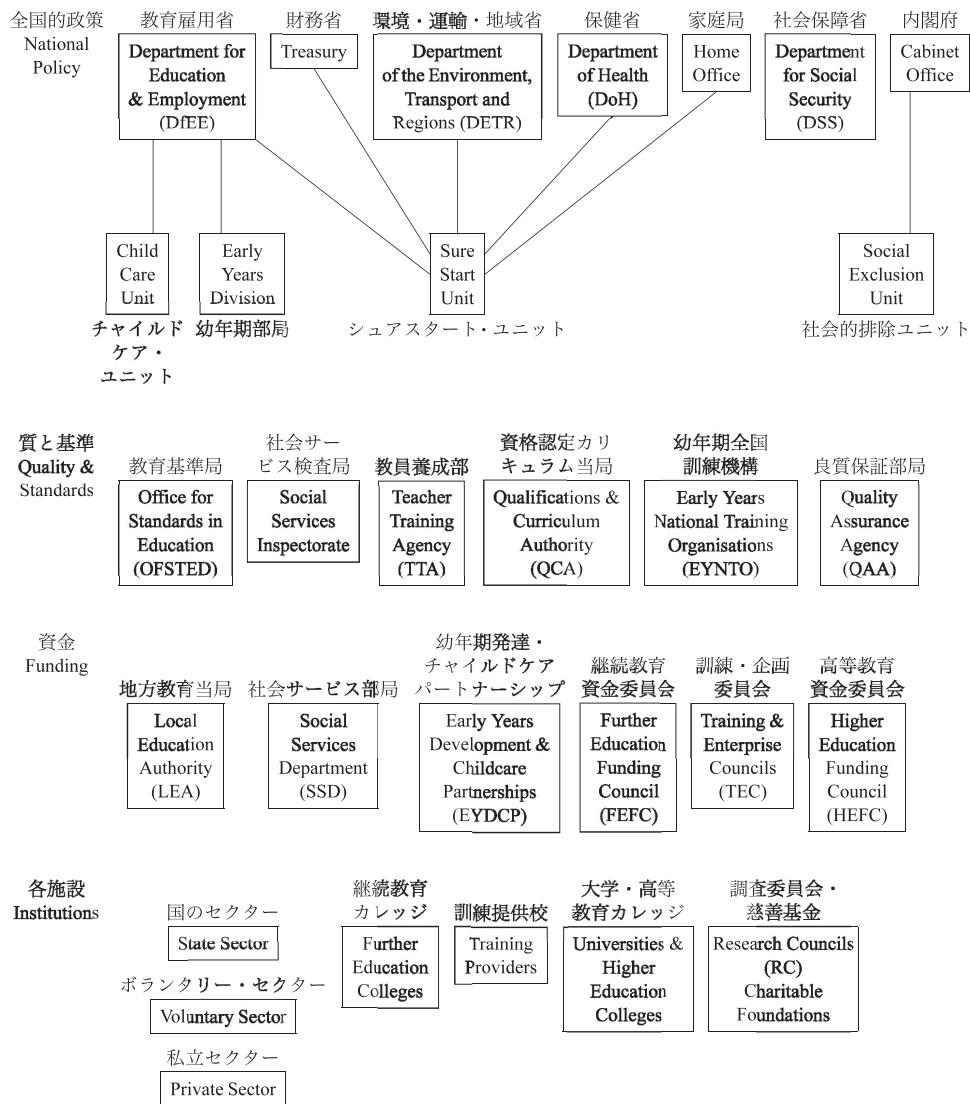 全国的政策
National
Policy
教育雇用省
Department for
Education
& Employment
(DfEE)
財務省
Treasury
環境・運輸・地域省
Department
of the Environment,
Transport and
Regions (DETR)
保健省
Department
of Health
(DoH)
家庭局
Home
Office
社会保障省
Department
for Social
Security
(DSS)
内閣府
Cabinet
Office
Child
Care
Unit
チャイルド
ケア・
ユニット
Early
Years
Division
幼年期部局
Sure
Start
Unit
シュアスタート・ユニット
Social
Exclusion
Unit
社会的排除ユニット
質と基準
Quality &
Standards
教育基準局
Office for
Standards in
Education
(OFSTED)
社会サー
ビス検査局
Social
Services
Inspectorate
教員養成部
Teacher
Training
Agency
(TTA)
資格認定カリ
キュラム当局
Qualifications &
Curriculum
Authority
(QCA)
幼年期全国
訓練機構
Early Years
National Training
Organisations
(EYNTO)
良質保証部局
Quality
Assurance
Agency
(QAA)
資金
Funding
地方教育当局
Local
Education
Authority
(LEA)
社会サービス部局
Social
Services
Department
(SSD)
幼年期発達・
チャイルドケア
パートナーシップ
Early Years
Development &
Childcare
Partnerships
(EYDCP)
継続教育
資金委員会
Further
Education
Funding
Council
(FEFC)
訓練・企画
委員会
Training &
Enterprise
Councils
(TEC)
高等教育
資金委員会
Higher
Education
Funding
Council
(HEFC)
各施設
Institutions
国のセクター
State Sector
ボランタリー・セクター
Voluntary Sector
私立セクター
Private Sector
継続教育
カレッジ
Further
Education
Colleges
訓練提供校
Training
Providers
大学・高等
教育カレッジ
Universities &
Higher
Education
Colleges
調査委員会・
慈善基金
Research Councils
(RC)
Charitable
Foundations